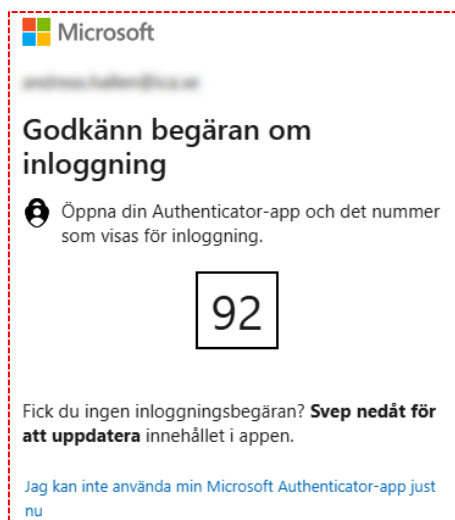 Microsoft
Godkänn begäran om
inloggning
Öppna din Authenticator-app och det nummer
som visas för inloggning.
92
Fick du ingen inloggningsbegäran? Svep nedåt för
att uppdatera innehållet i appen.
Jag kan inte använda min Microsoft Authenticator-app just
nu